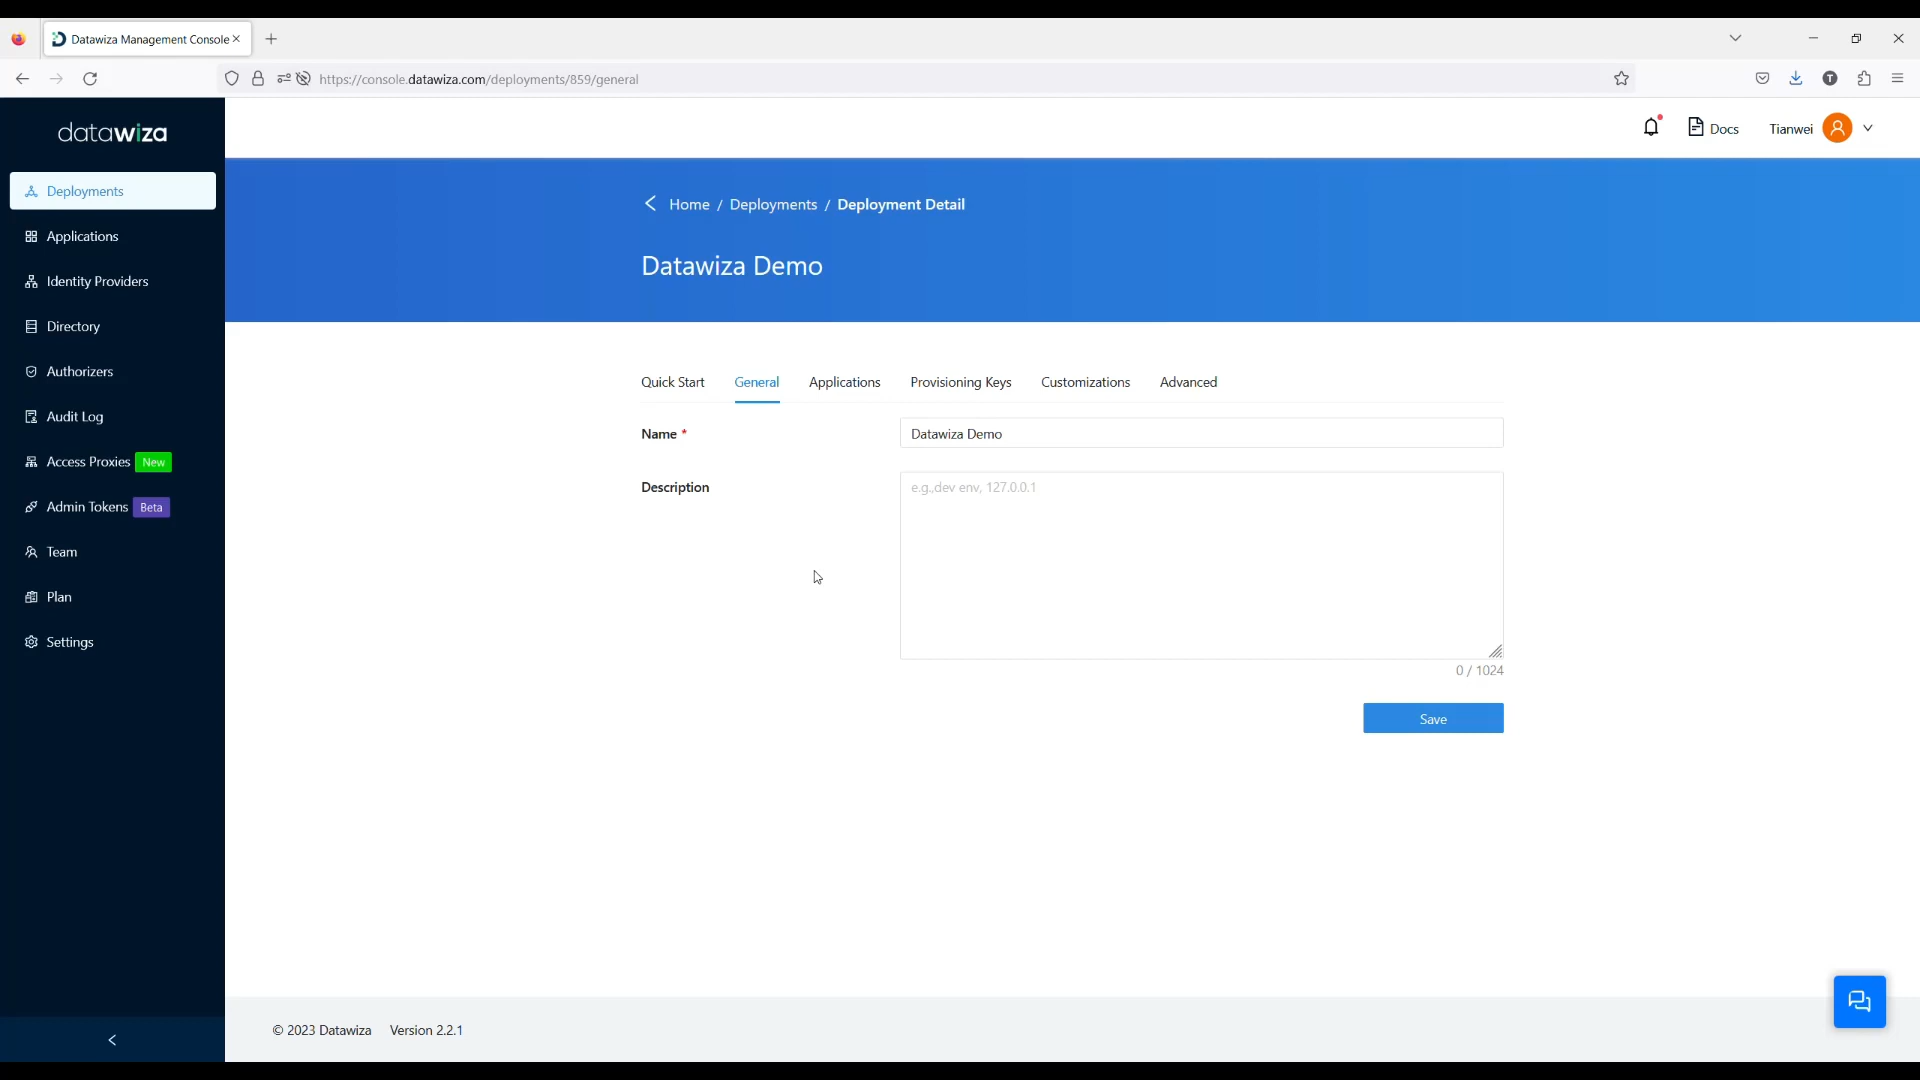 Datawiza Management Console
https://console.datawiza.com/deployments/859/general
T
datawiza
Docs
Tianwei
Deployments
Applications
Identity Providers
Directory
Authorizers
Audit Log
Access Proxies New
Admin Tokens Beta
Team
Plan
Settings
Home / Deployments / Deployment Detail
Datawiza Demo
Quick Start General Applications Provisioning Keys Customizations Advanced
Name * Datawiza Demo
Description e.g.,dev env, 127.0.0.1
0 / 1024
Save
© 2023 Datawiza Version 2.2.1